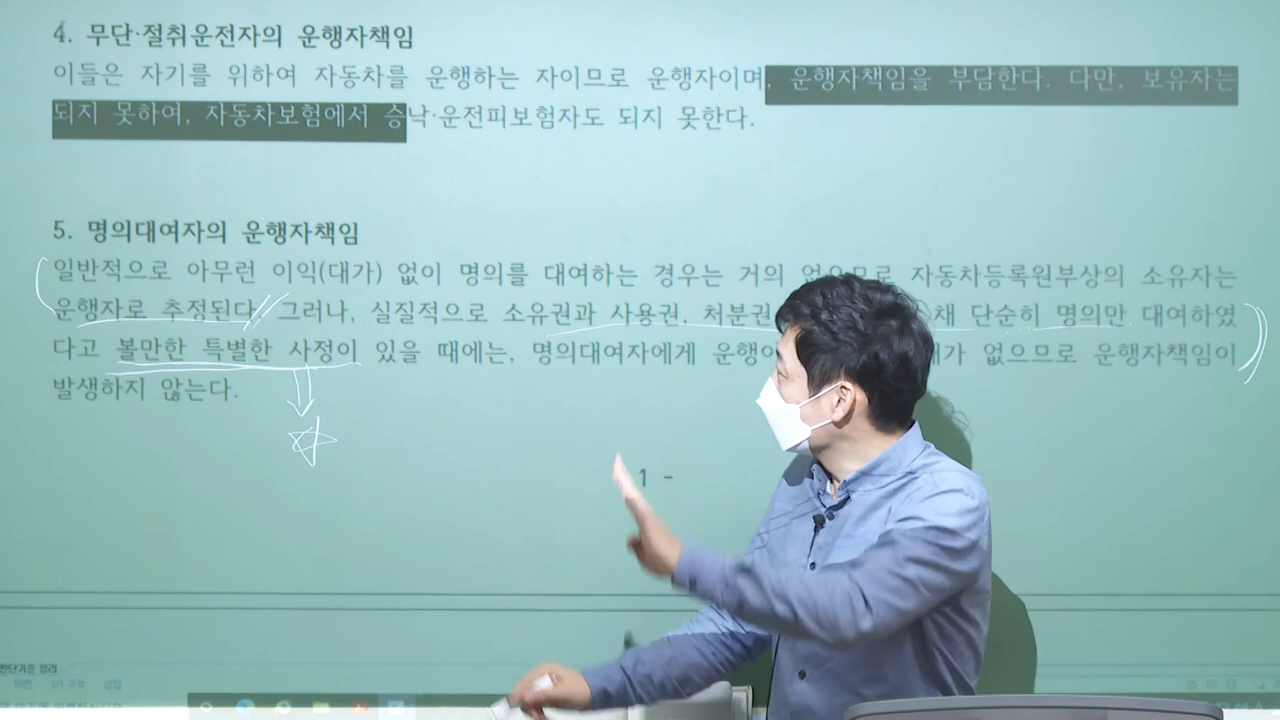 4. 무단·절취운전자의 운행자책임
이들은 자기를 위하여 자동차를 운행하는 자이므로 운행자이며, 운행자책임을 부담한다. 다만, 보유자는
되지 못하여, 자동차보험에서 승낙·운전피보험자도 되지 못한다.
5. 명의대여자의 운행자책임
일반적으로 아무런 이익(대가) 없이 명의를 대여하는 경우는 거의 없으므로 자동차등록원부상의 소유자는
운행자로 추정된다. 그러나, 실질적으로 소유권과 사용권, 처분권 채 단순히 명의만 대여하였
다고 볼만한 특별한 사정이 있을 때에는, 명의대여자에게 없으므로 운행자책임이
발생하지 않는다.
1 -